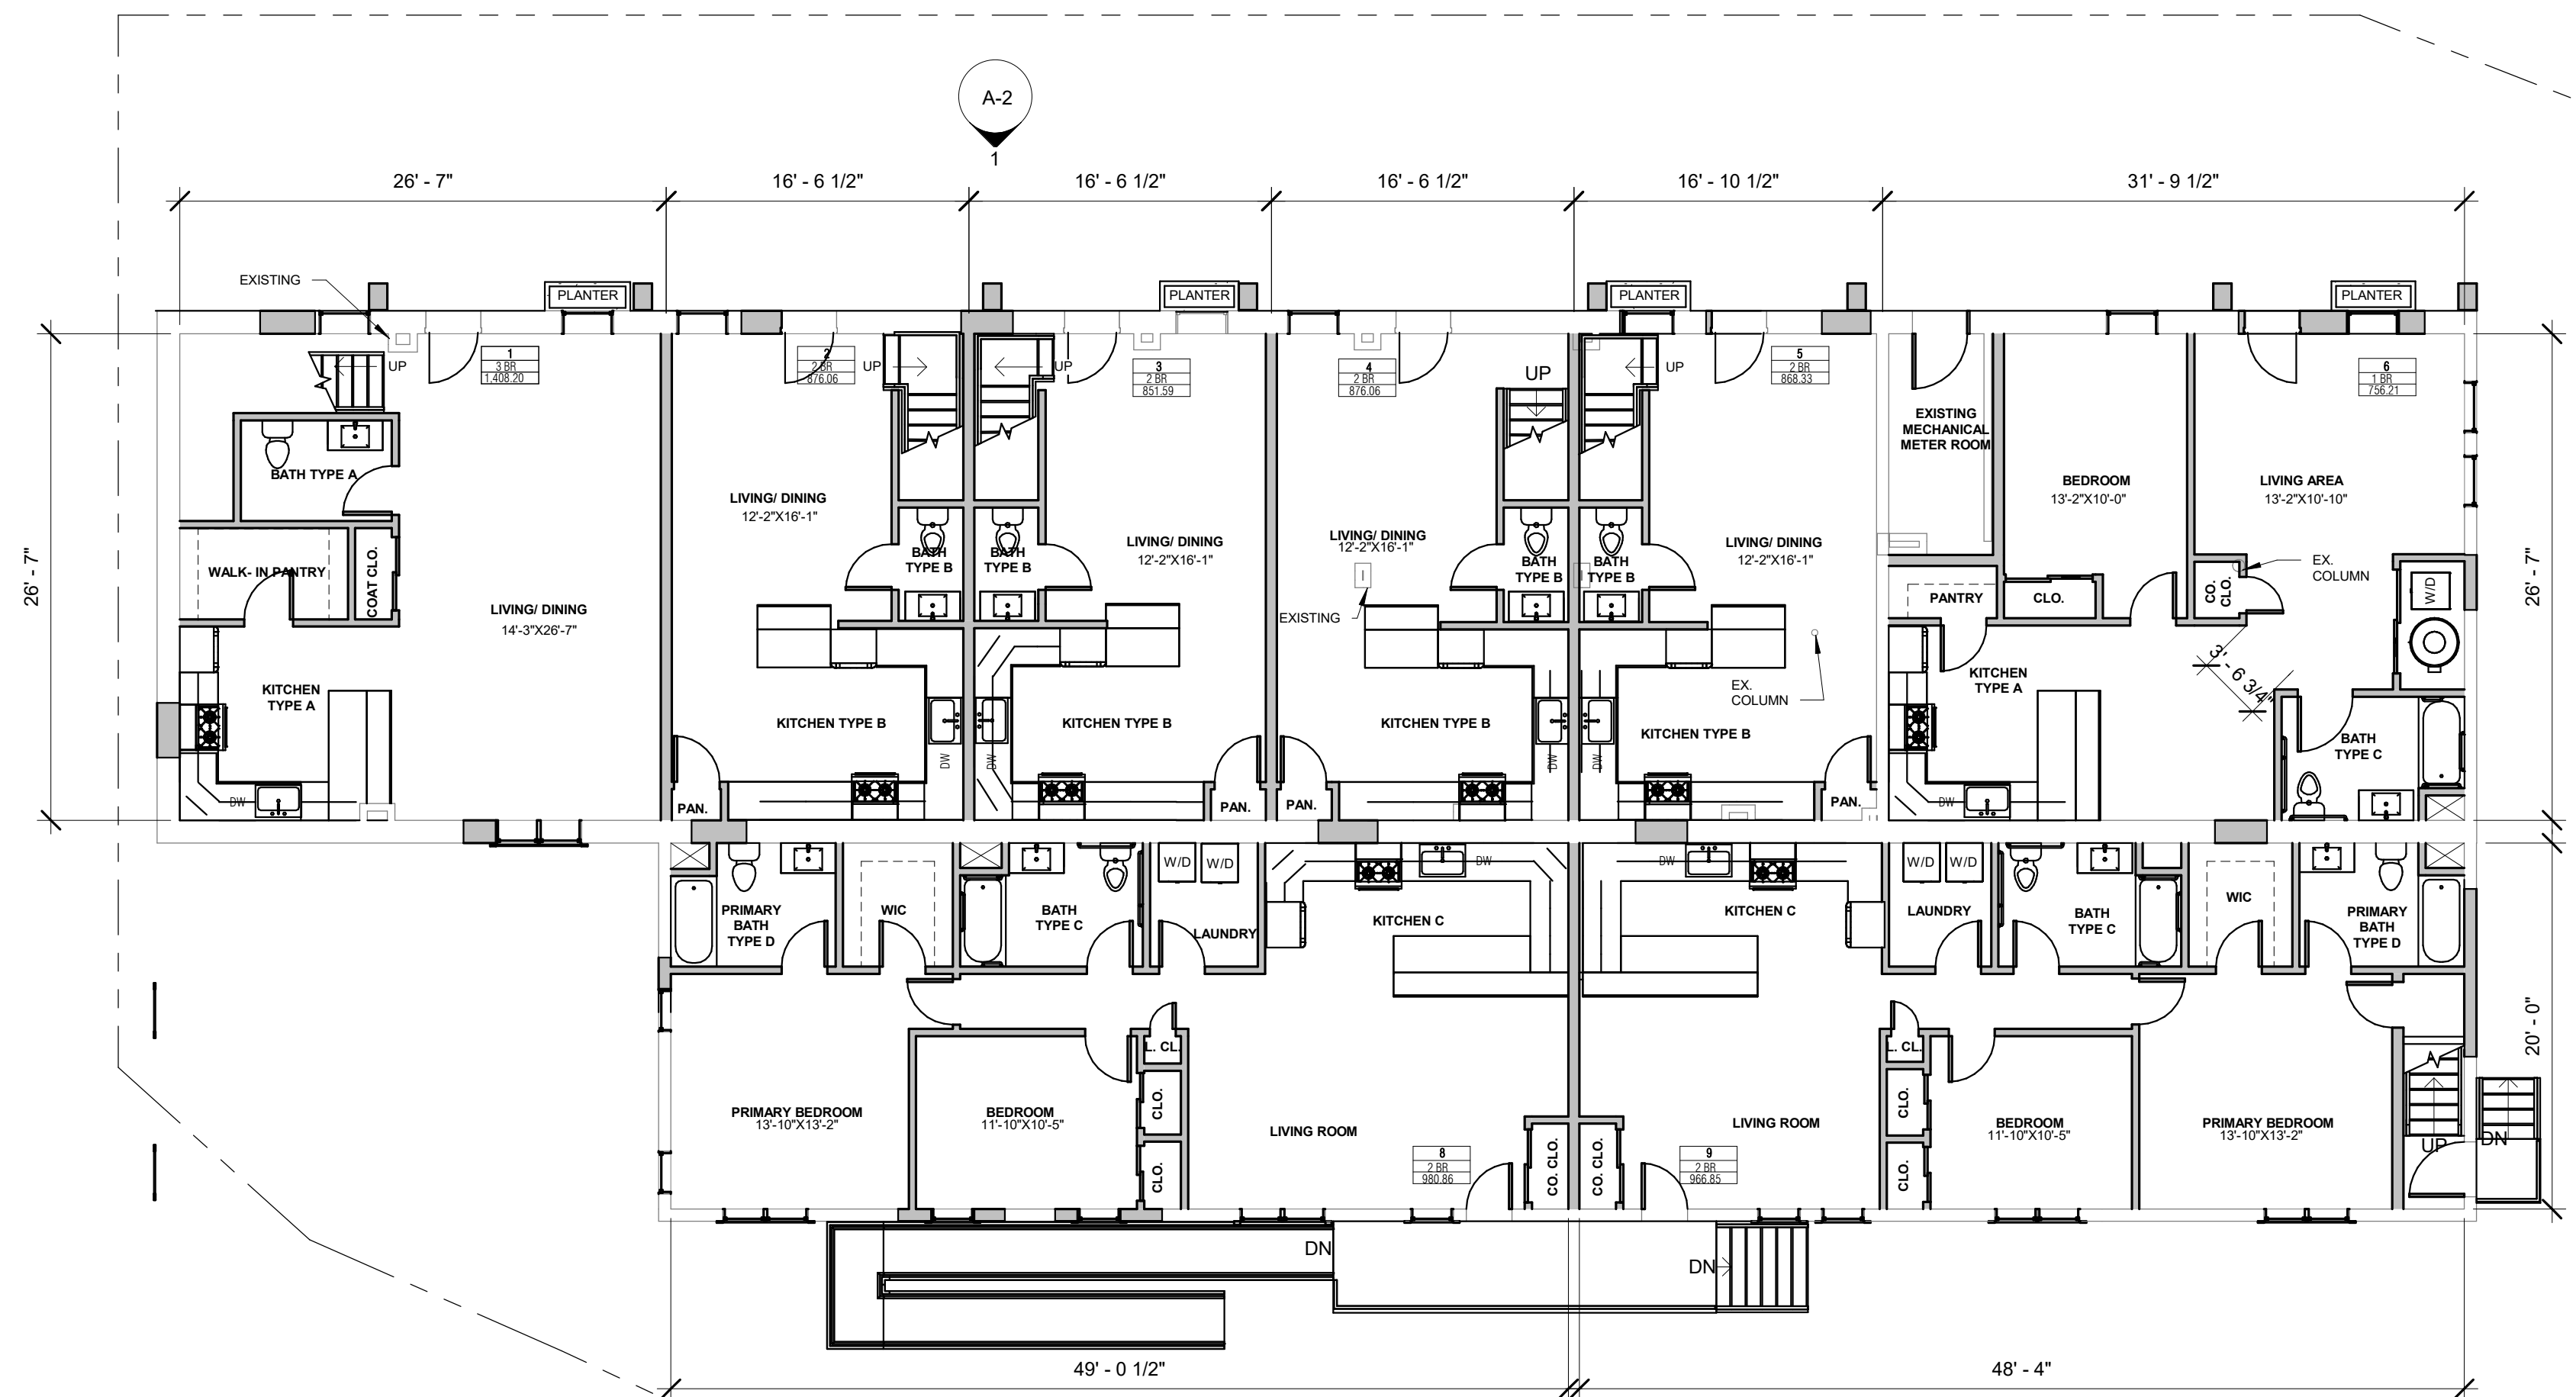 A-2
1
26' - 7"
16' - 6 1/2"
16' - 6 1/2"
16' - 6 1/2"
16' - 10 1/2"
31' - 9 1/2"
EXISTING
PLANTER
PLANTER
PLANTER
PLANTER
UP
1
3 BR
1,408.20
2
2 BR
876.06
UP
UP
3
2 BR
851.59
4
2 BR
876.06
UP
UP
5
2 BR
868.33
6
1 BR
756.21
EXISTING
MECHANICAL
METER ROOM
BATH TYPE A
LIVING/ DINING
12'-2"X16'-1"
LIVING/ DINING
12'-2"X16'-1"
LIVING/ DINING
12'-2"X16'-1"
LIVING/ DINING
12'-2"X16'-1"
BEDROOM
13'-2"X10'-0"
LIVING AREA
13'-2"X10'-10"
26' - 7"
WALK- IN PANTRY
COAT CLO.
LIVING/ DINING
14'-3"X26'-7"
BATH
TYPE B
BATH
TYPE B
BATH
TYPE B
BATH
TYPE B
EXISTING
PANTRY
CLO.
CO.
CLO.
EX.
COLUMN
W/D
26' - 7"
3' - 6 3/4"
KITCHEN
TYPE A
KITCHEN TYPE B
KITCHEN TYPE B
KITCHEN TYPE B
KITCHEN TYPE B
EX.
COLUMN
KITCHEN
TYPE A
BATH
TYPE C
DW
DW
DW
DW
DW
DW
PAN.
PAN.
PAN.
PAN.
PRIMARY
BATH
TYPE D
WIC
BATH
TYPE C
W/D
W/D
LAUNDRY
DW
KITCHEN C
DW
KITCHEN C
W/D
W/D
LAUNDRY
BATH
TYPE C
WIC
PRIMARY
BATH
TYPE D
20' - 0"
L. CL.
L. CL.
PRIMARY BEDROOM
13'-10"X13'-2"
BEDROOM
11'-10"X10'-5"
CLO.
CLO.
LIVING ROOM
8
2 BR
980.86
CO. CLO.
CO. CLO.
9
2 BR
966.85
LIVING ROOM
CLO.
CLO.
BEDROOM
11'-10"X10'-5"
PRIMARY BEDROOM
13'-10"X13'-2"
UP
DN
DN
DN
49' - 0 1/2"
48' - 4"